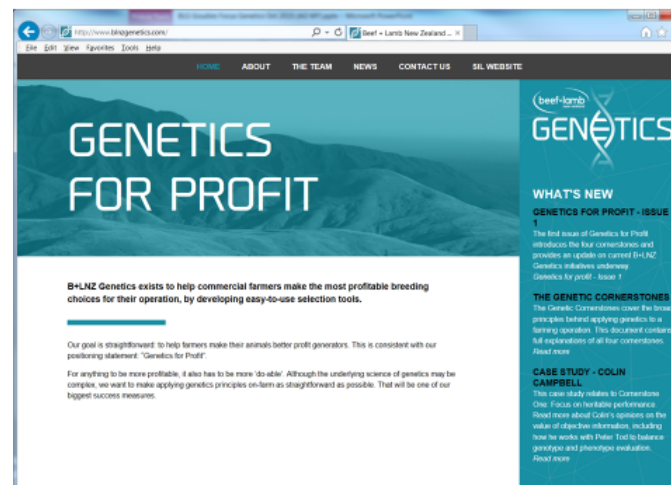 http://www.blnzgenetics.com/
Beef + Lamb New Zealand ...
File Edit View Favorites Tools Help
HOME ABOUT THE TEAM NEWS CONTACT US SIL WEBSITE
GENETICS
FOR PROFIT
B+LNZ Genetics exists to help commercial farmers make the most profitable breeding
choices for their operation, by developing easy-to-use selection tools.
Our goal is straightforward: to help farmers make their animals better profit generators. This is consistent with our
positioning statement: "Genetics for Profit".
For anything to be more profitable, it also has to be more 'do-able'. Although the underlying science of genetics may be
complex, we want to make applying genetics principles on-farm as straightforward as possible. That will be one of our
biggest success measures.
beef+lamb
GENETICS
WHAT'S NEW
GENETICS FOR PROFIT - ISSUE
1
The first issue of Genetics for Profit
introduces the four cornerstones and
provides an update on current B+LNZ
Genetics initiatives underway
Genetics for profit - Issue 1
THE GENETIC CORNERSTONES
The Genetic Cornerstones cover the broad
principles behind applying genetics to a
farming operation. This document contains
full explanations of all four cornerstones.
Read more
CASE STUDY - COLIN
CAMPBELL
This case study relates to Cornerstone
One: Focus on heritable performance.
Read more about Colin's opinions on the
value of objective information, including
how he works with Peter Tod to balance
genotype and phenotype evaluation.
Read more